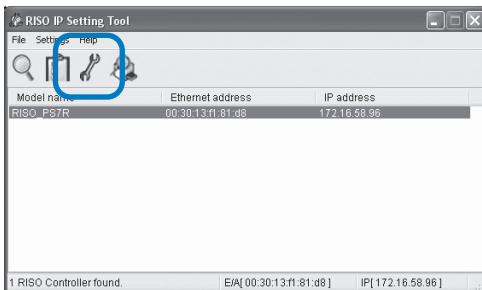 RISO IP Setting Tool
File Settings Help
Model name Ethernet address IP address
RISO_PS7R 00:30:13:f1:81:d8 172.16.58.96
1 RISO Controller found. E/A[ 00:30:13:f1:81:d8 ] IP[ 172.16.58.96 ]